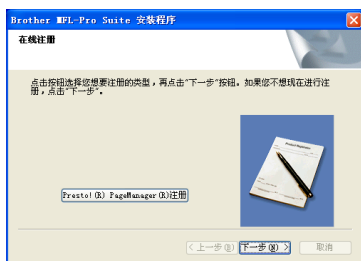 Brother MFL-Pro Suite 安装程序
在线注册
点击按钮选择您想要注册的类型，再点击"下一步"按钮。如果您不想现在进行注
册，点击"下一步"。
Presto!(R) PageManager(R)注册
< 上一步(B) 下一步(N) > 取消